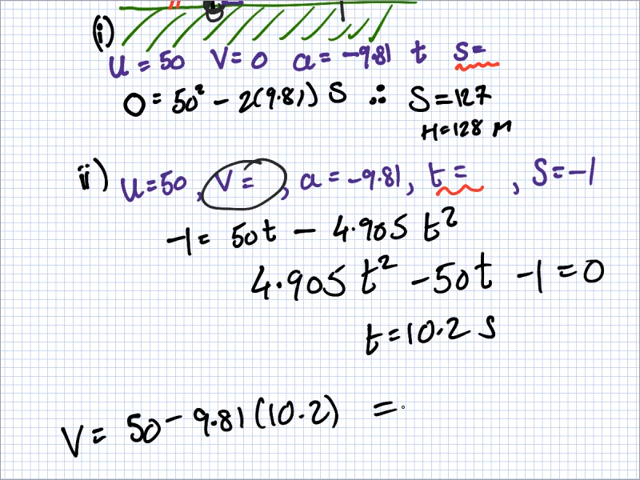 (i)
U = 50 V = 0 a = -9.81 t S =
0 = 50² - 2(9.81) S ∴ S = 127
H = 128 M
ii) U = 50, V = , a = -9.81, t = , S = -1
-1 = 50t - 4.905 t²
4.905 t² - 50t - 1 = 0
t = 10.2 s
V = 50 - 9.81 (10.2) =